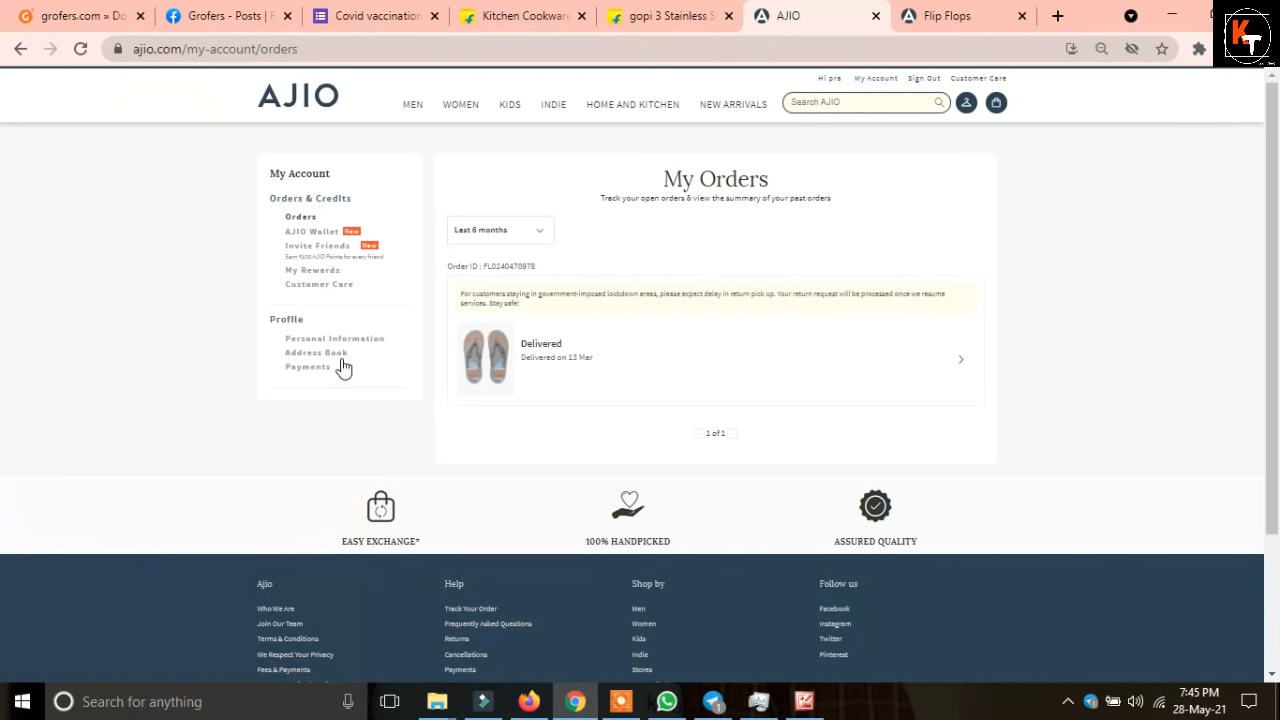 gorers.me » Do
Orders - Posts | F
Covid vaccination
Kitchen Cookware
gopi 3 Stainless S
AJIO
Flip Flops
ajio.com/my-account/orders
KT
Hi pra My Account Sign Out Customer Care
AJIO
MEN WOMEN KIDS INDIE HOME AND KITCHEN NEW ARRIVALS
Search AJIO
My Account
Orders & Credits
Orders
AJIO Wallet New
Invite Friends New
Earn ₹100 AJIO Points for every friend
My Rewards
Customer Care
Profile
Personal Information
Address Book
Payments
My Orders
Track your open orders & view the summary of your past orders
Last 6 months
Order ID : FL0240470978
For customers staying in government-imposed lockdown areas, please expect delay in return pick up. Your return request will be processed once we resume
services. Stay safe!
Delivered
Delivered on 13 Mar
1 of 1
EASY EXCHANGE*
100% HANDPICKED
ASSURED QUALITY
Ajio
Who We Are
Join Our Team
Terms & Conditions
We Respect Your Privacy
Fees & Payments
Help
Track Your Order
Frequently Asked Questions
Returns
Cancellations
Payments
Shop by
Men
Women
Kids
Indie
Stores
Follow us
Facebook
Instagram
Twitter
Pinterest
Search for anything
7:45 PM
28-May-21